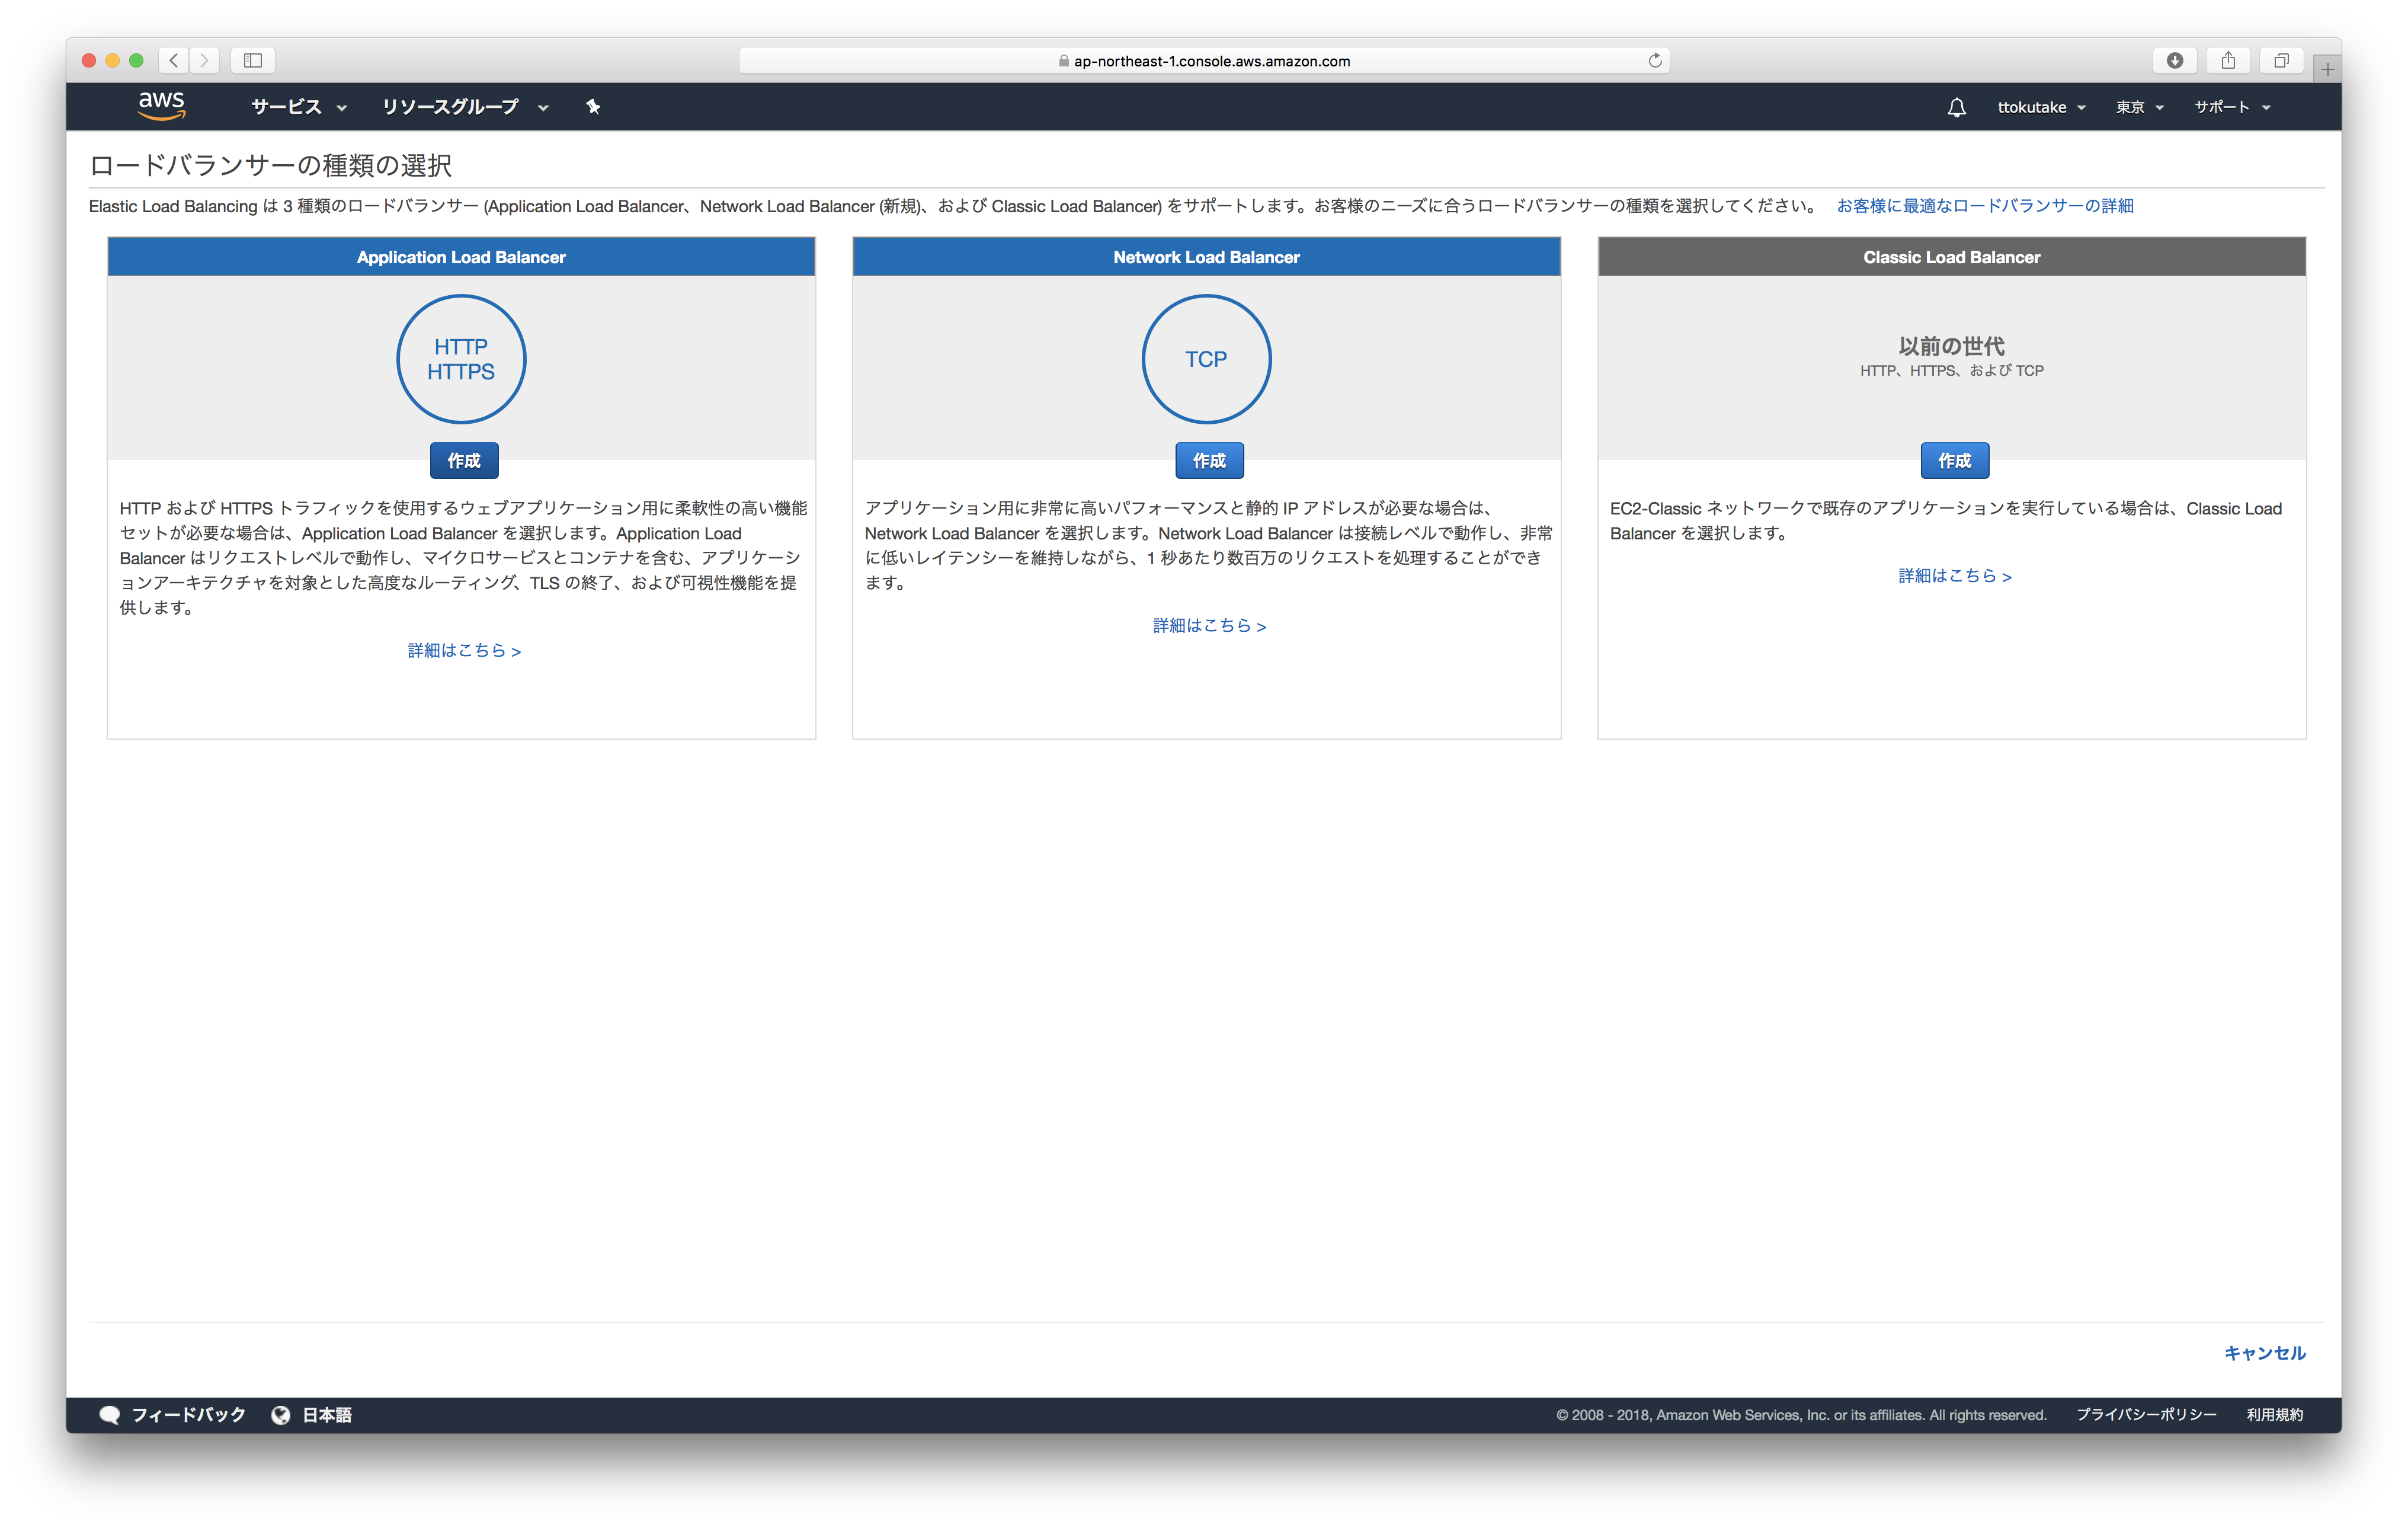 ap-northeast-1.console.aws.amazon.com
aws サービス リソースグループ ttokutake 東京 サポート
ロードバランサーの種類の選択
Elastic Load Balancing は 3 種類のロードバランサー (Application Load Balancer、Network Load Balancer (新規)、および Classic Load Balancer) をサポートします。お客様のニーズに合うロードバランサーの種類を選択してください。 お客様に最適なロードバランサーの詳細
Application Load Balancer
HTTP
HTTPS
作成
HTTP および HTTPS トラフィックを使用するウェブアプリケーション用に柔軟性の高い機能
セットが必要な場合は、Application Load Balancer を選択します。Application Load
Balancer はリクエストレベルで動作し、マイクロサービスとコンテナを含む、アプリケーシ
ョンアーキテクチャを対象とした高度なルーティング、TLS の終了、および可視性機能を提
供します。
詳細はこちら >
Network Load Balancer
TCP
作成
アプリケーション用に非常に高いパフォーマンスと静的 IP アドレスが必要な場合は、
Network Load Balancer を選択します。Network Load Balancer は接続レベルで動作し、非常
に低いレイテンシーを維持しながら、1 秒あたり数百万のリクエストを処理することができ
ます。
詳細はこちら >
Classic Load Balancer
以前の世代
HTTP、HTTPS、および TCP
作成
EC2-Classic ネットワークで既存のアプリケーションを実行している場合は、Classic Load
Balancer を選択します。
詳細はこちら >
キャンセル
フィードバック 日本語 © 2008 - 2018, Amazon Web Services, Inc. or its affiliates. All rights reserved. プライバシーポリシー 利用規約